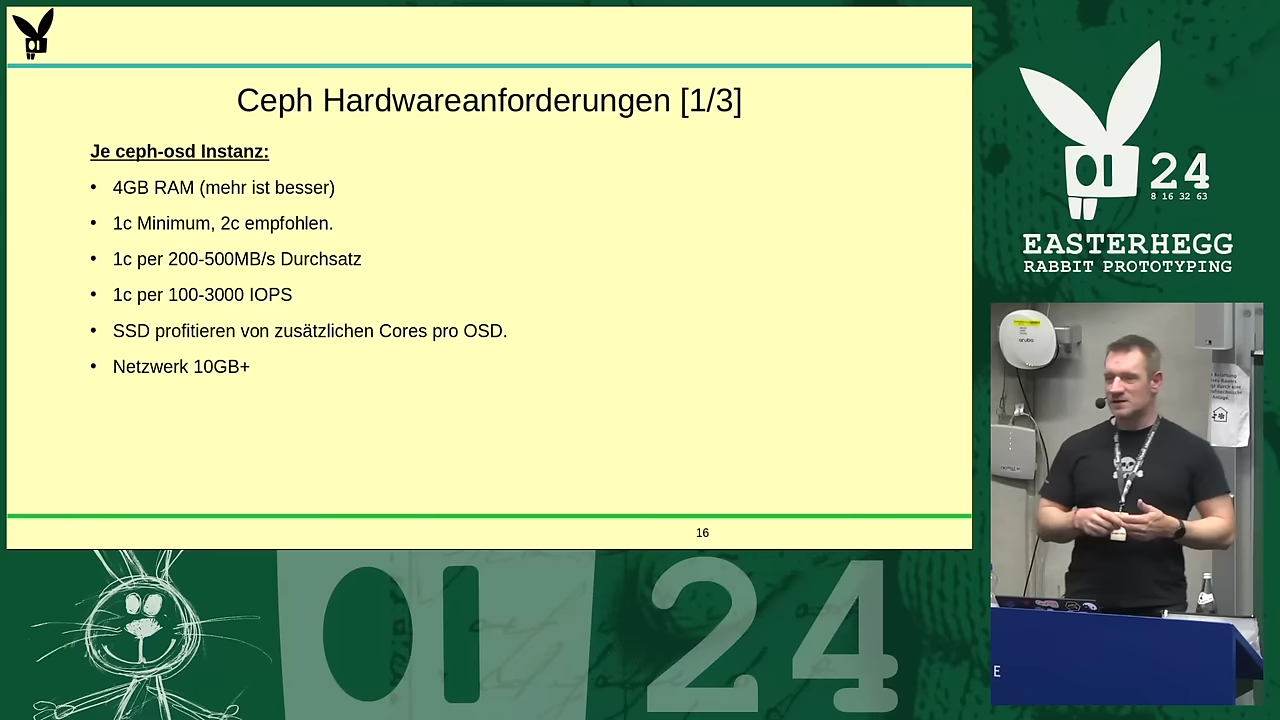 Ceph Hardwareanforderungen [1/3]
Je ceph-osd Instanz:
• 4GB RAM (mehr ist besser)
• 1c Minimum, 2c empfohlen.
• 1c per 200-500MB/s Durchsatz
• 1c per 100-3000 IOPS
• SSD profitieren von zusätzlichen Cores pro OSD.
• Netzwerk 10GB+
16
24
8 16 32 63
EASTERHEGG
RABBIT PROTOTYPING
aruba
E
24